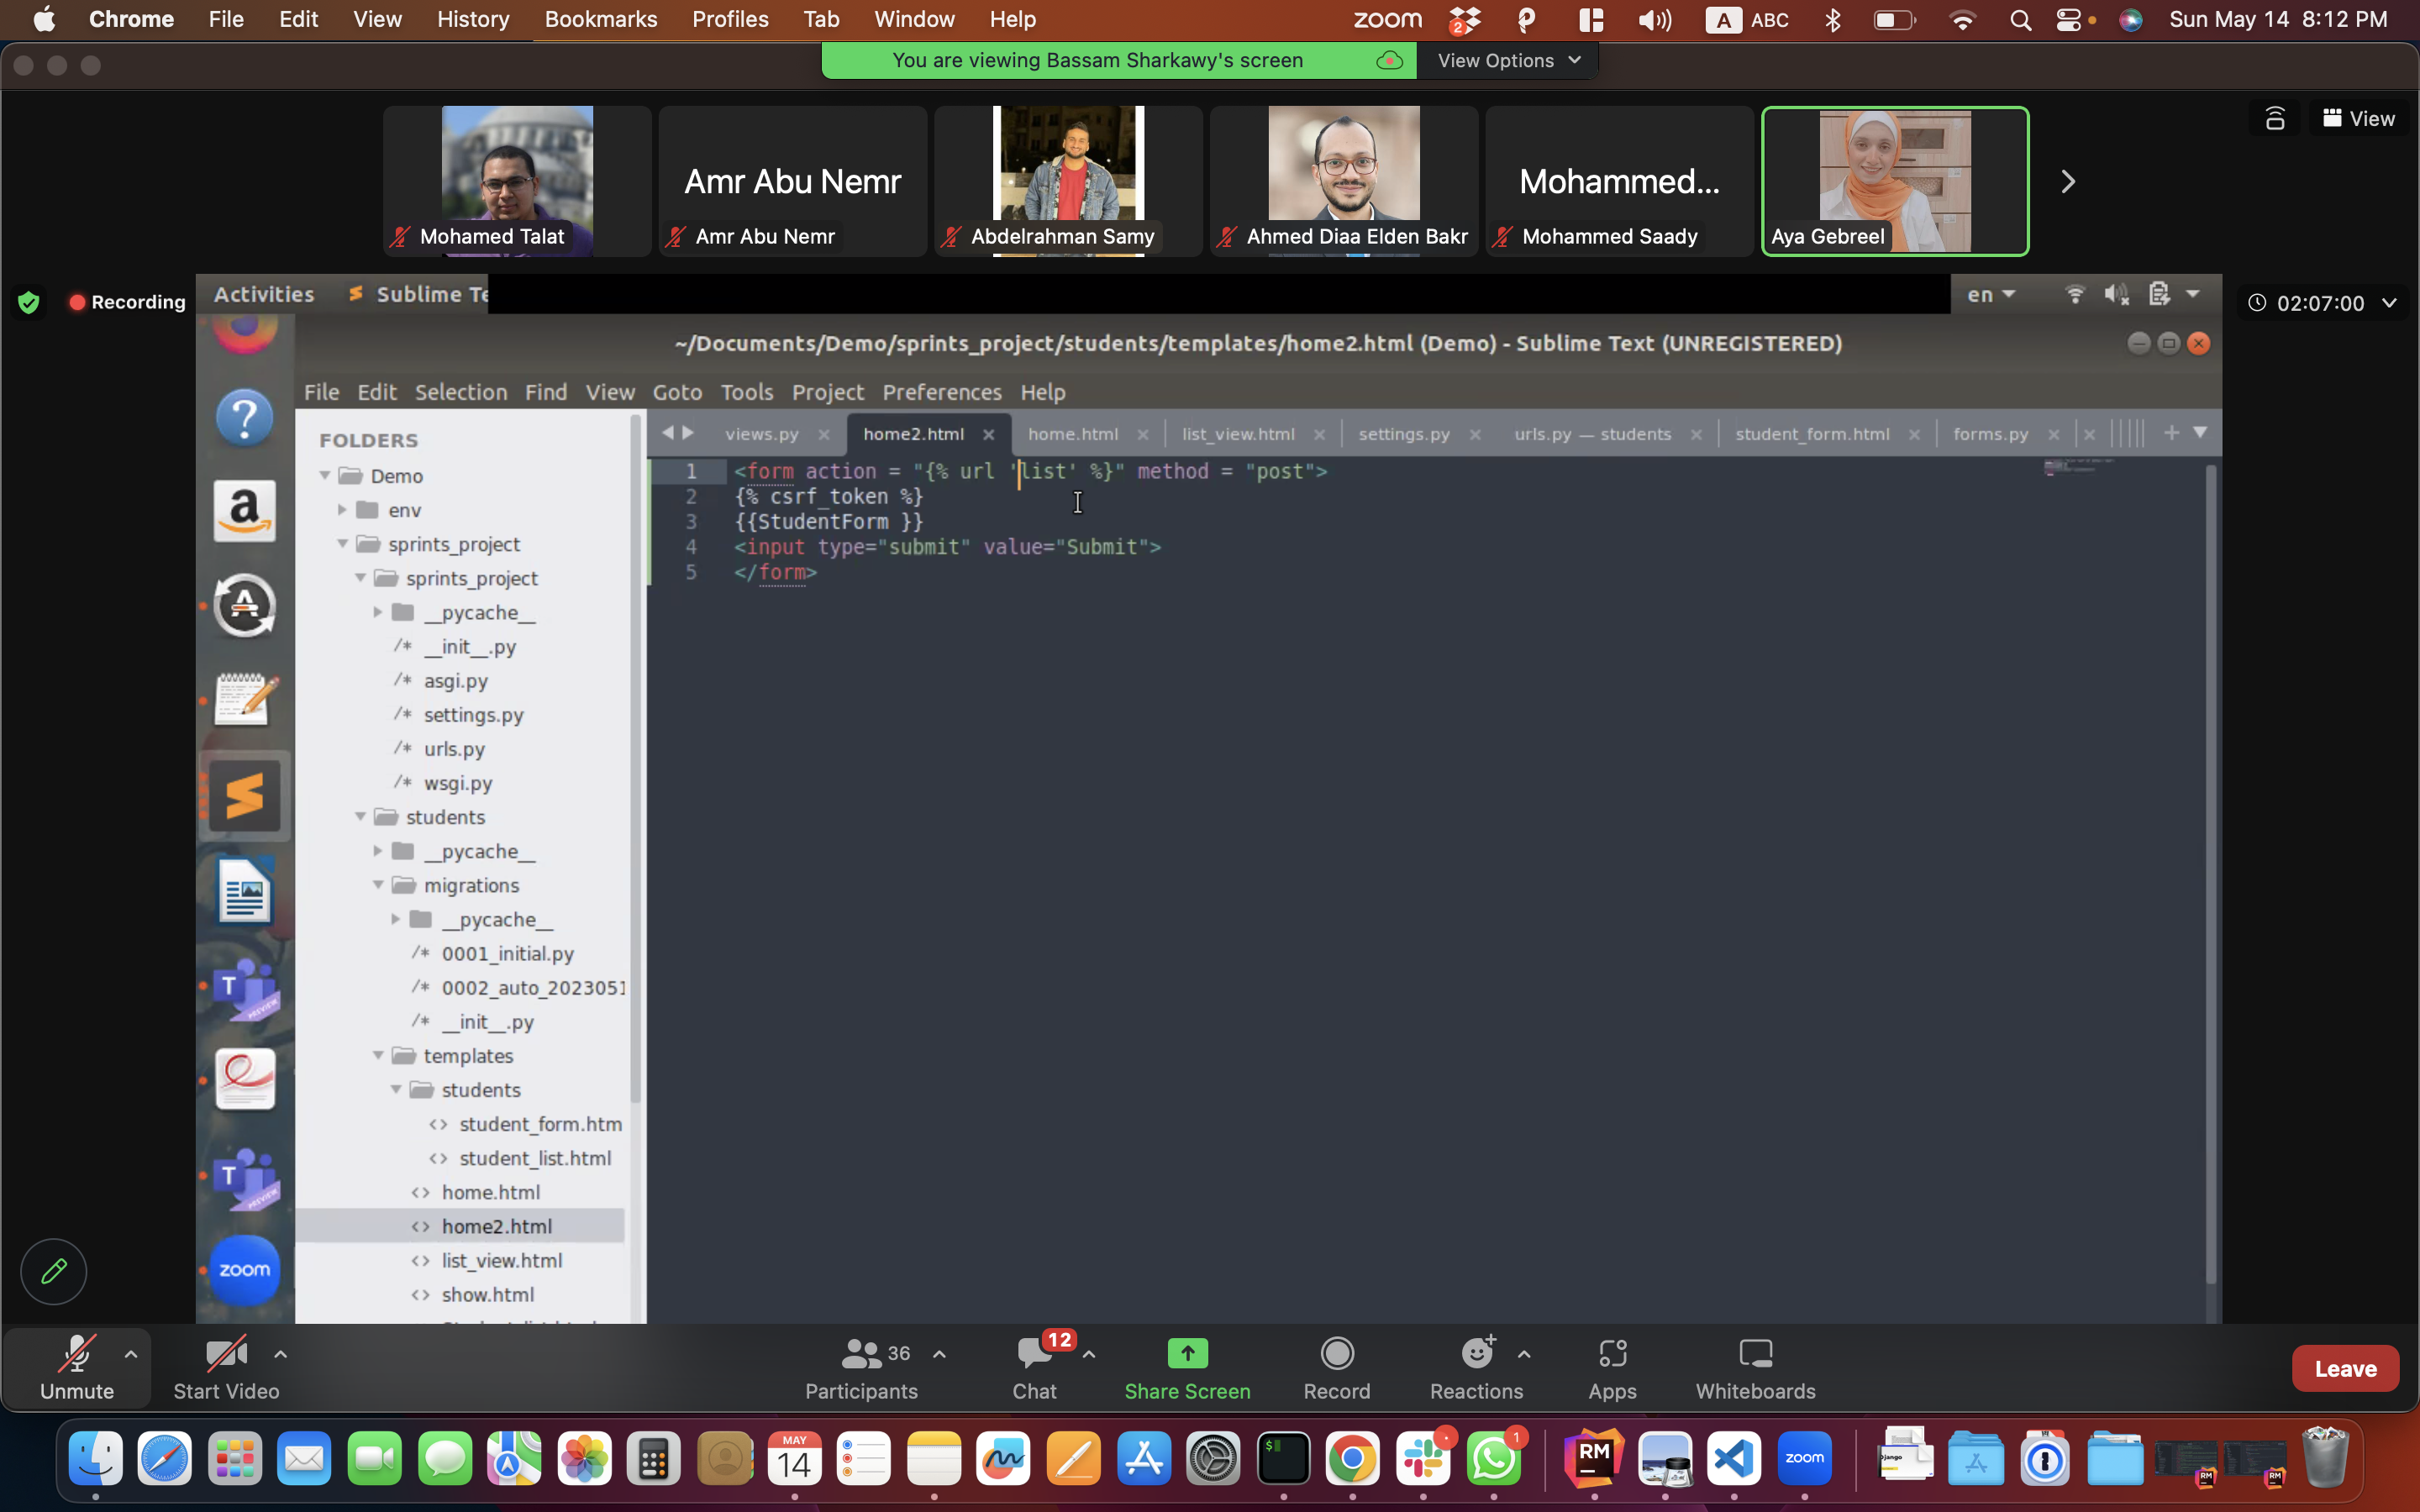 Chrome File Edit View History Bookmarks Profiles Tab Window Help zoom 2 A ABC Sun May 14 8:12 PM
You are viewing Bassam Sharkawy's screen View Options
View
Amr Abu Nemr
Mohammed...
Mohamed Talat
Amr Abu Nemr
Abdelrahman Samy
Ahmed Diaa Elden Bakr
Mohammed Saady
Aya Gebreel
Recording
Activities Sublime Te en
02:07:00
~/Documents/Demo/sprints_project/students/templates/home2.html (Demo) - Sublime Text (UNREGISTERED)
File Edit Selection Find View Goto Tools Project Preferences Help
views.py home2.html home.html list_view.html settings.py urls.py — students student_form.html forms.py
FOLDERS
Demo
env
sprints_project
sprints_project
__pycache__
/* __init__.py
/* asgi.py
/* settings.py
/* urls.py
/* wsgi.py
students
__pycache__
migrations
__pycache__
/* 0001_initial.py
/* 0002_auto_2023051
/* __init__.py
templates
students
<> student_form.htm
<> student_list.html
<> home.html
<> home2.html
<> list_view.html
<> show.html
1 <form action = "{% url 'list' %}" method = "post">
2 {% csrf_token %}
3 {{StudentForm }}
4 <input type="submit" value="Submit">
5 </form>
zoom
Unmute
Start Video
36
Participants
12
Chat
Share Screen
Record
Reactions
Apps
Whiteboards
Leave
MAY
14
$
1
RM
zoom
django
RM
RM